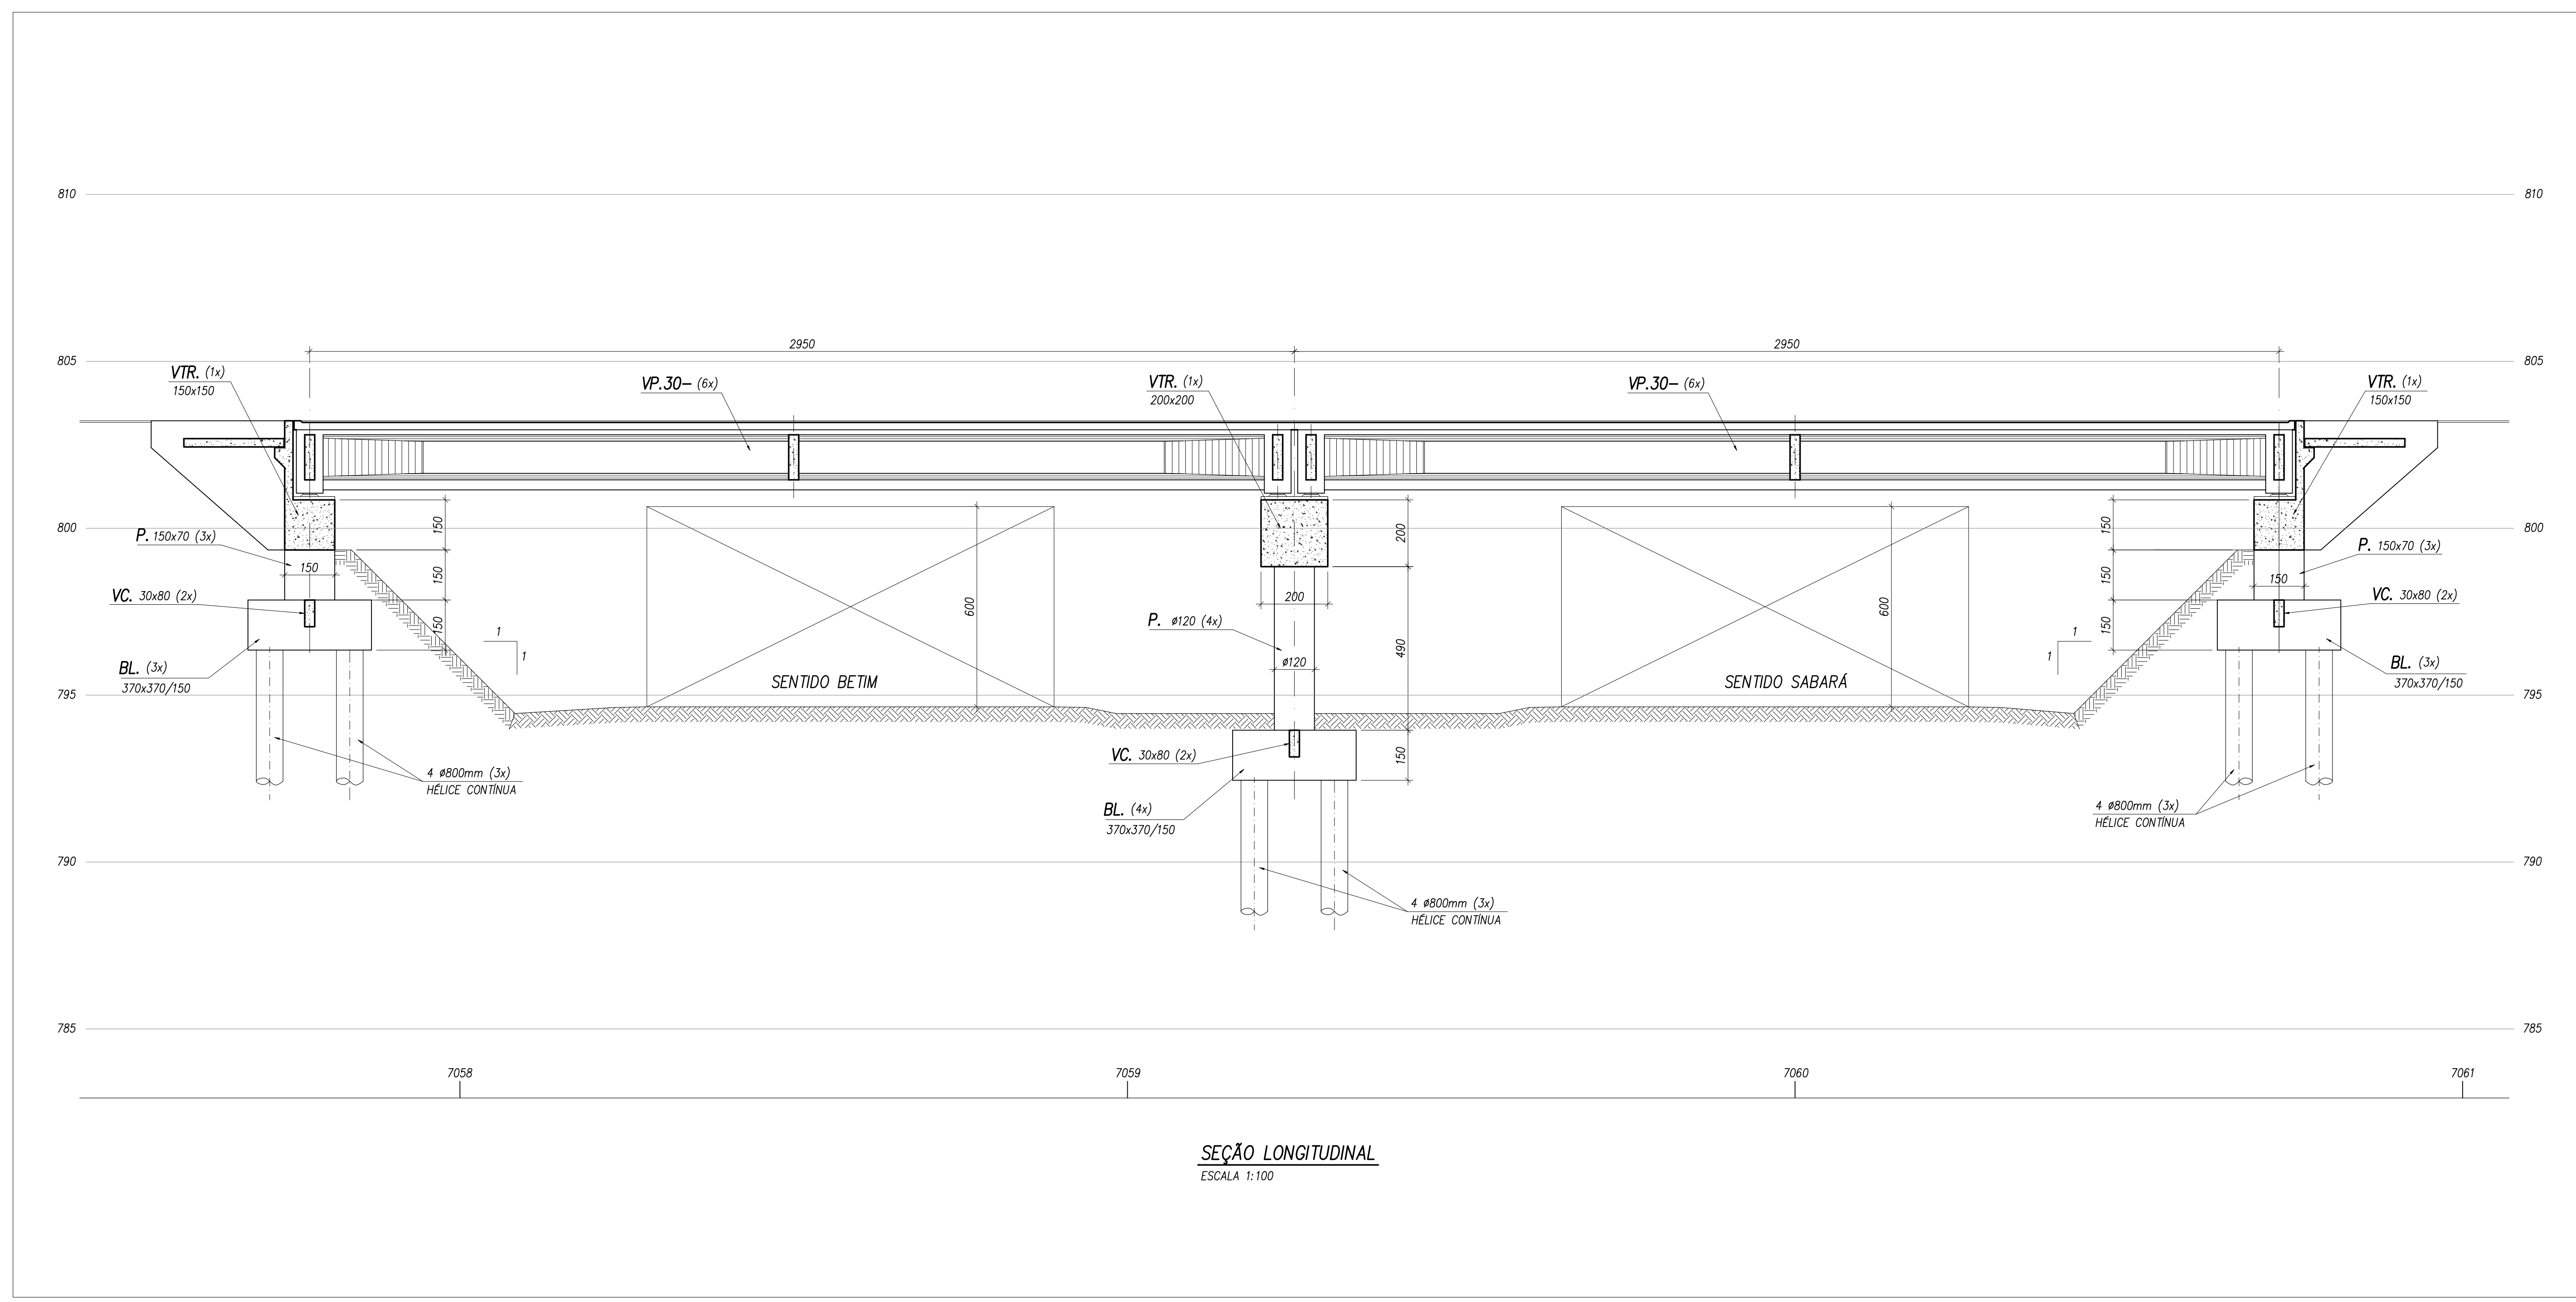 810
810
2950
2950
805
805
VTR. (1x)
150x150
VP.30- (6x)
VTR. (1x)
200x200
VP.30- (6x)
VTR. (1x)
150x150
800
800
150
200
150
P. 150x70 (3x)
P. 150x70 (3x)
150
150
150
150
VC. 30x80 (2x)
200
VC. 30x80 (2x)
600
600
150
150
P. ø120 (4x)
1
1
1
1
490
BL. (3x)
370x370/150
ø120
BL. (3x)
370x370/150
SENTIDO BETIM
SENTIDO SABARÁ
795
795
VC. 30x80 (2x)
150
4 ø800mm (3x)
HÉLICE CONTÍNUA
BL. (4x)
370x370/150
4 ø800mm (3x)
HÉLICE CONTÍNUA
790
790
4 ø800mm (3x)
HÉLICE CONTÍNUA
785
785
7058
7059
7060
7061
SEÇÃO LONGITUDINAL
ESCALA 1:100